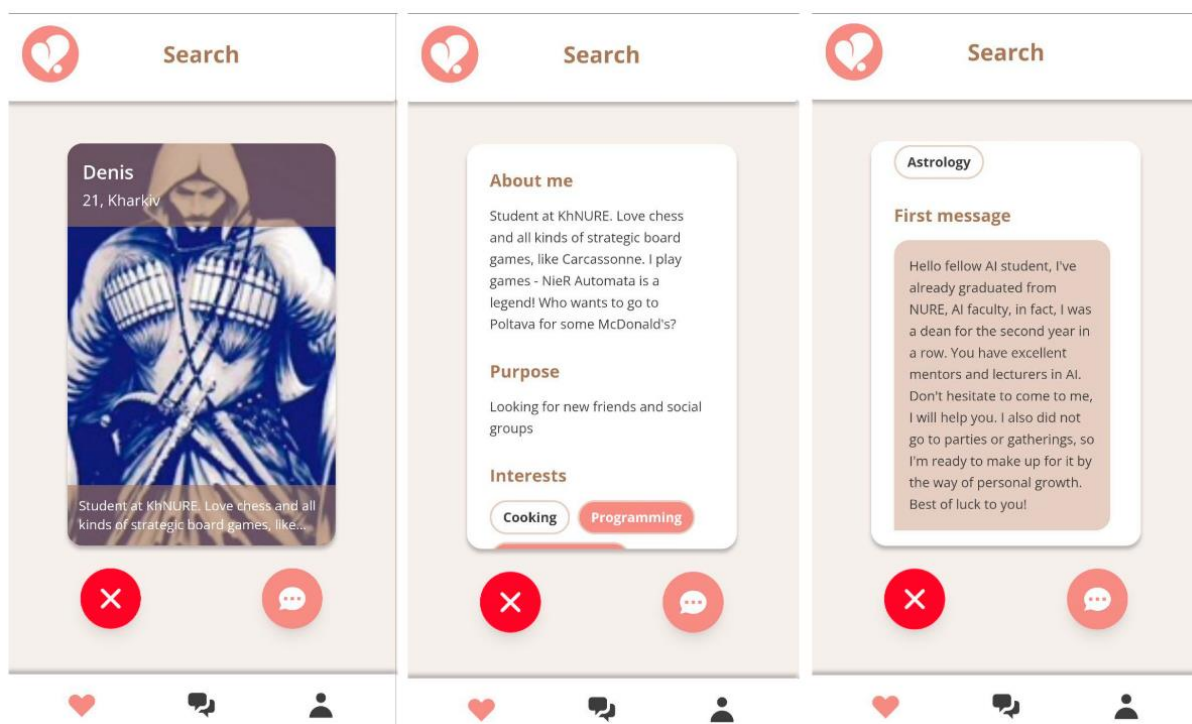 Search
Denis
21, Kharkiv
Student at KhNURE. Love chess and all
kinds of strategic board games, like...
Search
About me
Student at KhNURE. Love chess
and all kinds of strategic board
games, like Carcassonne. I play
games - NieR Automata is a
legend! Who wants to go to
Poltava for some McDonald's?
Purpose
Looking for new friends and social
groups
Interests
Cooking
Programming
Search
Astrology
First message
Hello fellow AI student, I've
already graduated from
NURE, AI faculty, in fact, I was
a dean for the second year in
a row. You have excellent
mentors and lecturers in AI.
Don't hesitate to come to me,
I will help you. I also did not
go to parties or gatherings, so
I'm ready to make up for it by
the way of personal growth.
Best of luck to you!